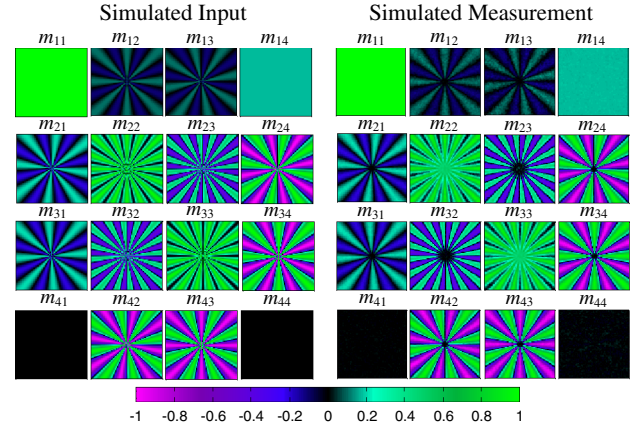 Simulated Input Simulated Measurement
m11 m12 m13 m14 m11 m12 m13 m14
m21 m22 m23 m24 m21 m22 m23 m24
m31 m32 m33 m34 m31 m32 m33 m34
m41 m42 m43 m44 m41 m42 m43 m44
-1 -0.8 -0.6 -0.4 -0.2 0 0.2 0.4 0.6 0.8 1